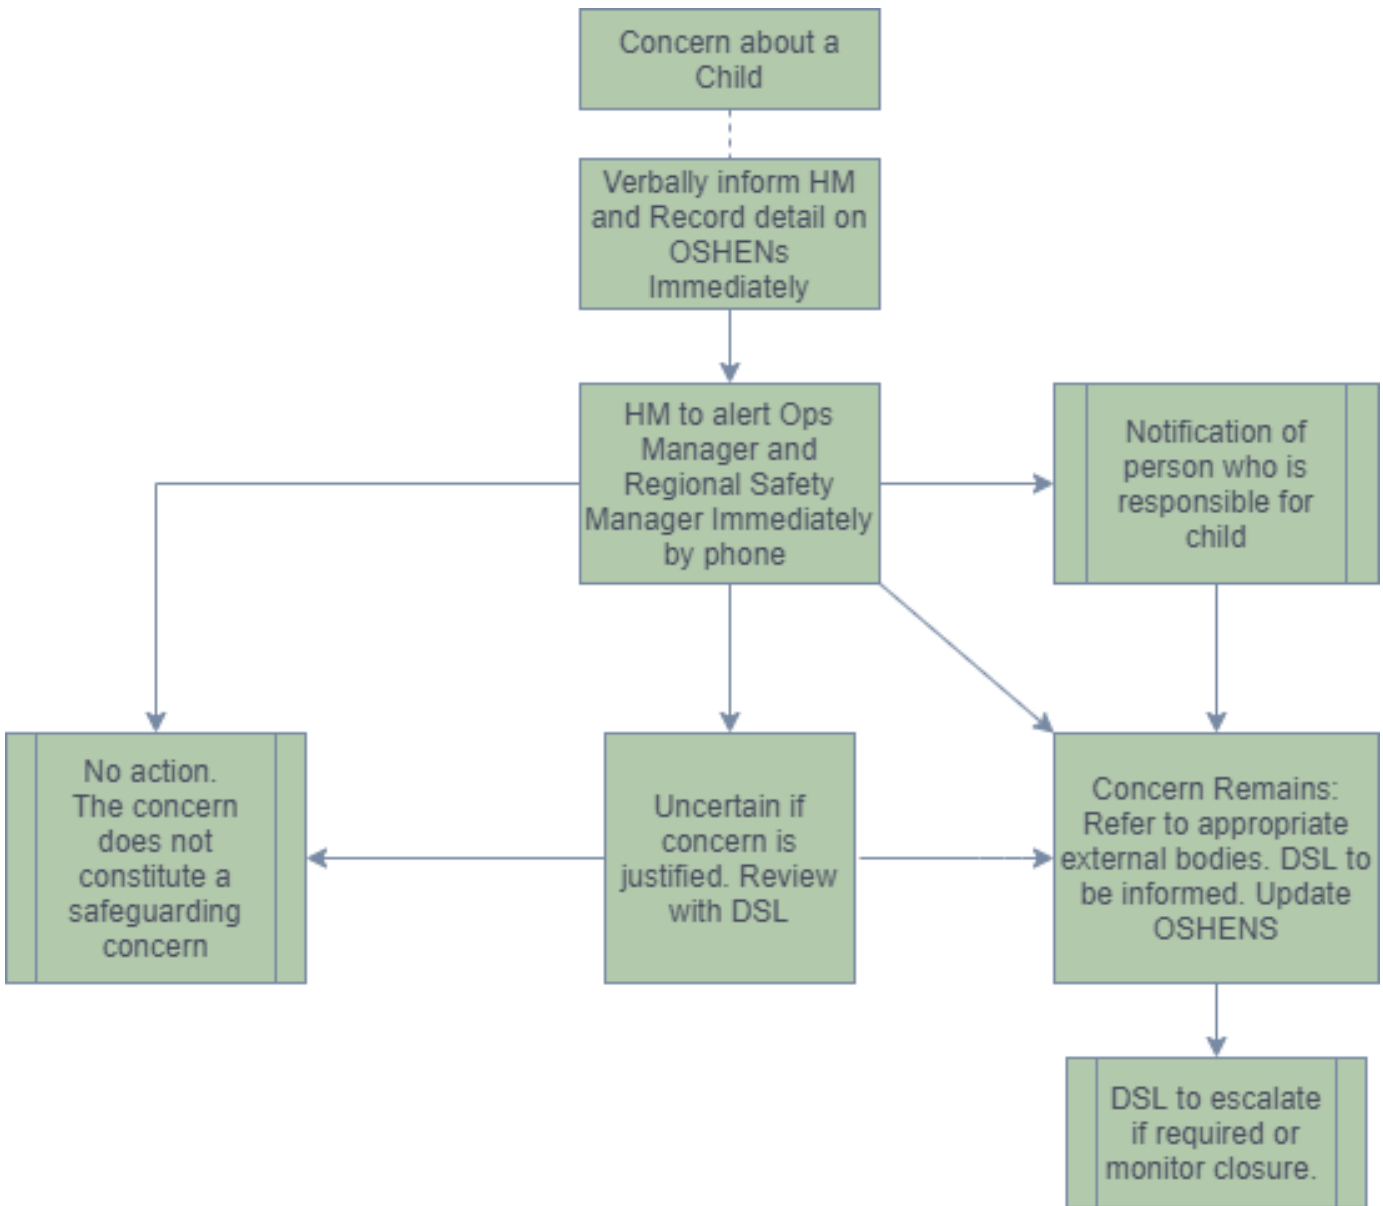 Concern about a
Child
Verbally inform HM
and Record detail on
OSHENs
Immediately
HM to alert Ops
Manager and
Regional Safety
Manager Immediately
by phone
Notification of
person who is
responsible for
child
No action.
The concern
does not
constitute a
safeguarding
concern
Uncertain if
concern is
justified. Review
with DSL
Concern Remains:
Refer to appropriate
external bodies. DSL to
be informed. Update
OSHENS
DSL to escalate
if required or
monitor closure.